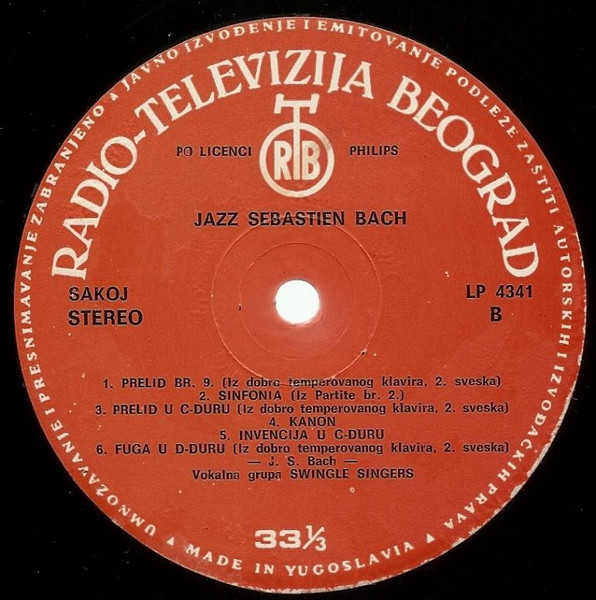 UMNOŽAVANJE I PRESNIMAVANJE ZABRANJENO ▲ JAVNO IZVOĐENJE I EMITOVANJE PODLEŽE ZAŠTITI AUTORSKIH I IZVOĐAČKIH PRAVA ▲
RADIO-TELEVIZIJA BEOGRAD
PO LICENCI RTB PHILIPS
JAZZ SEBASTIEN BACH
SAKOJ LP 4341
STEREO B
1. PRELID BR. 9. (Iz dobro temperovanog klavira, 2. sveska)
2. SINFONIA (Iz Partite br. 2.)
3. PRELID U C-DURU (Iz dobro temperovanog klavira, 2. sveska)
4. KANON
5. INVENCIJA U C-DURU
6. FUGA U D-DURU (Iz dobro temperovanog klavira, 2. sveska)
— J. S. Bach —
Vokalna grupa SWINGLE SINGERS
33⅓
▲ MADE IN YUGOSLAVIA ▲